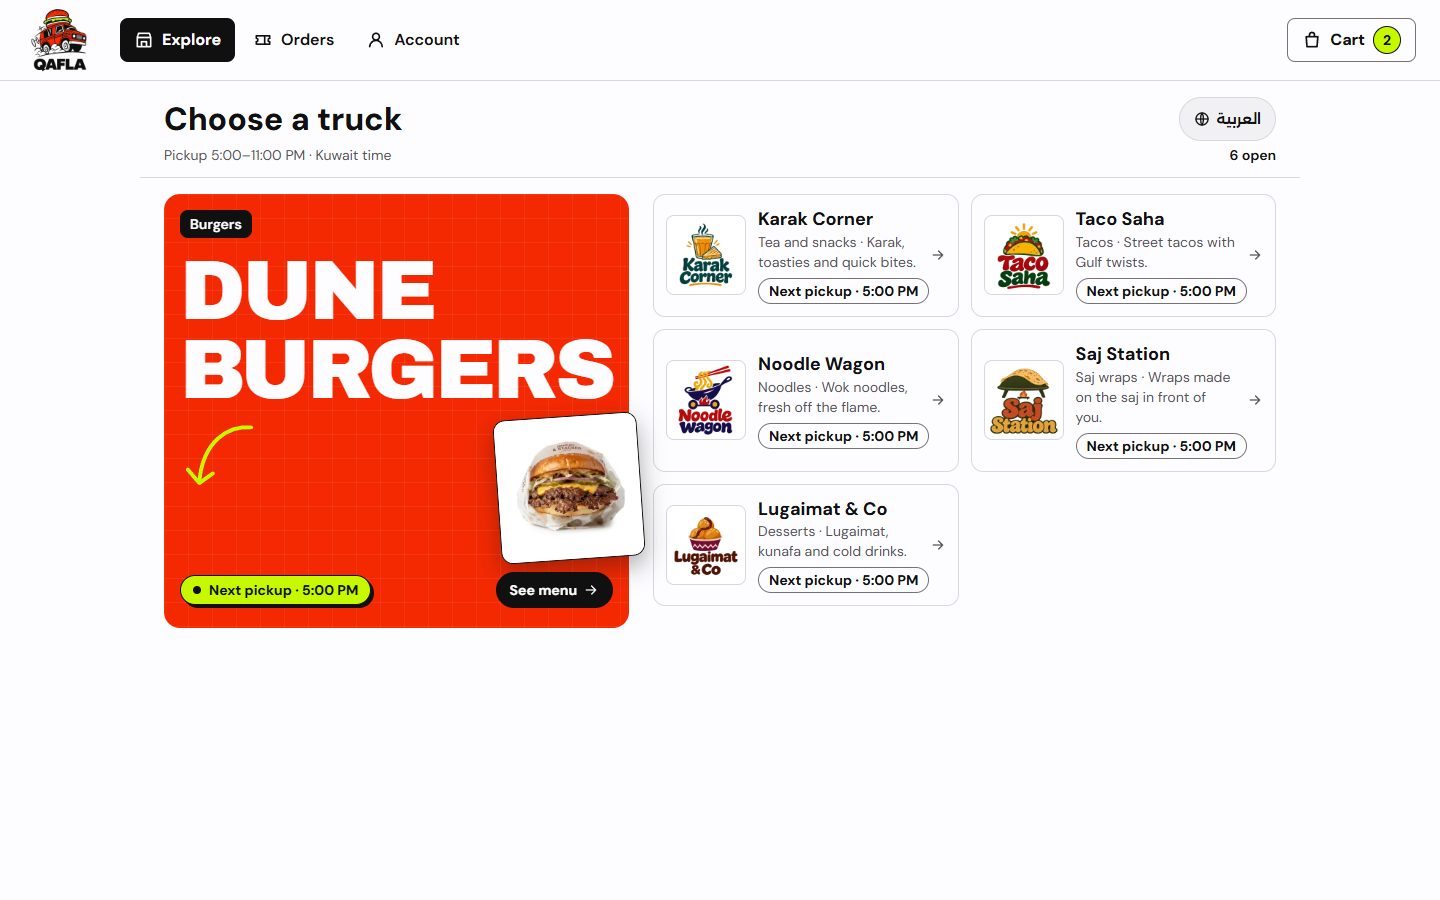 QAFLA
Explore
Orders
Account
Cart 2
Choose a truck
العربية
Pickup 5:00–11:00 PM · Kuwait time
6 open
Burgers
DUNE
BURGERS
Next pickup · 5:00 PM
See menu
Karak
Corner
Karak Corner
Tea and snacks · Karak,
toasties and quick bites.
Next pickup · 5:00 PM
Taco
Saha
Taco Saha
Tacos · Street tacos with
Gulf twists.
Next pickup · 5:00 PM
Noodle
Wagon
Noodle Wagon
Noodles · Wok noodles,
fresh off the flame.
Next pickup · 5:00 PM
Saj
Station
Saj Station
Saj wraps · Wraps made
on the saj in front of
you.
Next pickup · 5:00 PM
Lugaimat
&Co
Lugaimat & Co
Desserts · Lugaimat,
kunafa and cold drinks.
Next pickup · 5:00 PM